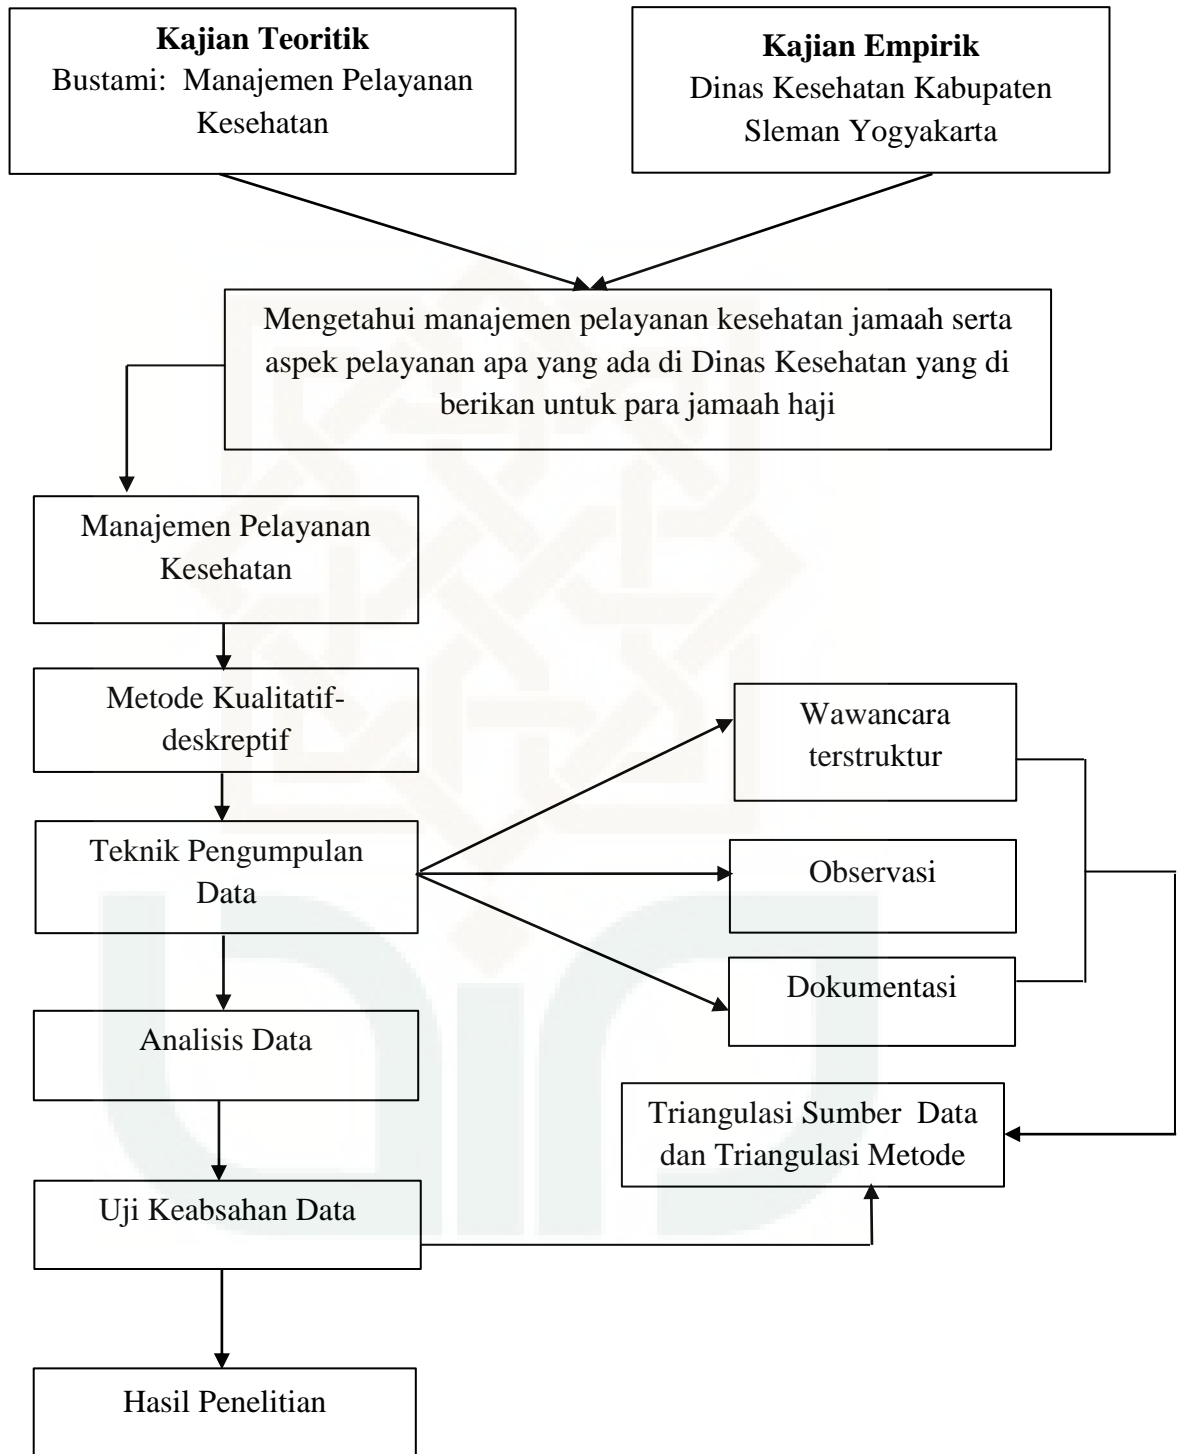 Kajian Teoritik
Bustami: Manajemen Pelayanan
Kesehatan
Kajian Empirik
Dinas Kesehatan Kabupaten
Sleman Yogyakarta
Mengetahui manajemen pelayanan kesehatan jamaah serta
aspek pelayanan apa yang ada di Dinas Kesehatan yang di
berikan untuk para jamaah haji
Manajemen Pelayanan
Kesehatan
Metode Kualitatif-
deskreptif
Wawancara
terstruktur
Teknik Pengumpulan
Data
Observasi
Dokumentasi
Analisis Data
Triangulasi Sumber Data
dan Triangulasi Metode
Uji Keabsahan Data
Hasil Penelitian